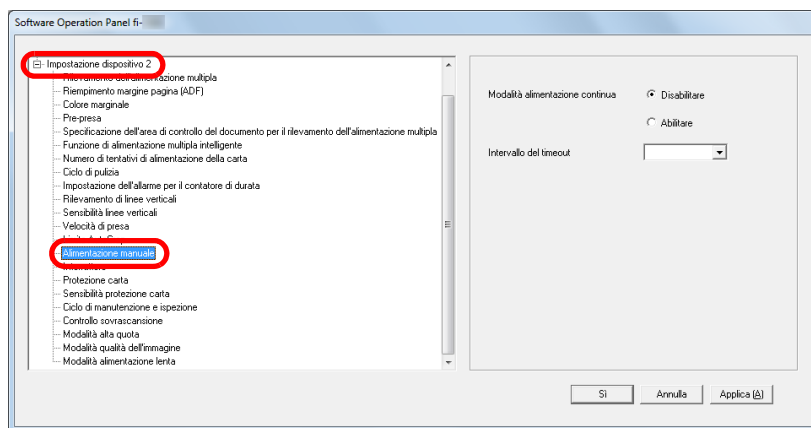 Software Operation Panel fi-
Impostazione dispositivo 2
Rilevamento dell'alimentazione multipla
Riempimento margine pagina (ADF)
Colore marginale
Pre-presa
Specificazione dell'area di controllo del documento per il rilevamento dell'alimentazione multipla
Funzione di alimentazione multipla intelligente
Numero di tentativi di alimentazione della carta
Ciclo di pulizia
Impostazione dell'allarme per il contatore di durata
Rilevamento di linee verticali
Sensibilità linee verticali
Velocità di presa
Alimentazione manuale
Protezione carta
Sensibilità protezione carta
Ciclo di manutenzione e ispezione
Controllo sovrascansione
Modalità alta quota
Modalità qualità dell'immagine
Modalità alimentazione lenta
Modalità alimentazione continua
Disabilitare
Abilitare
Intervallo del timeout
Sì
Annulla
Applica (A)